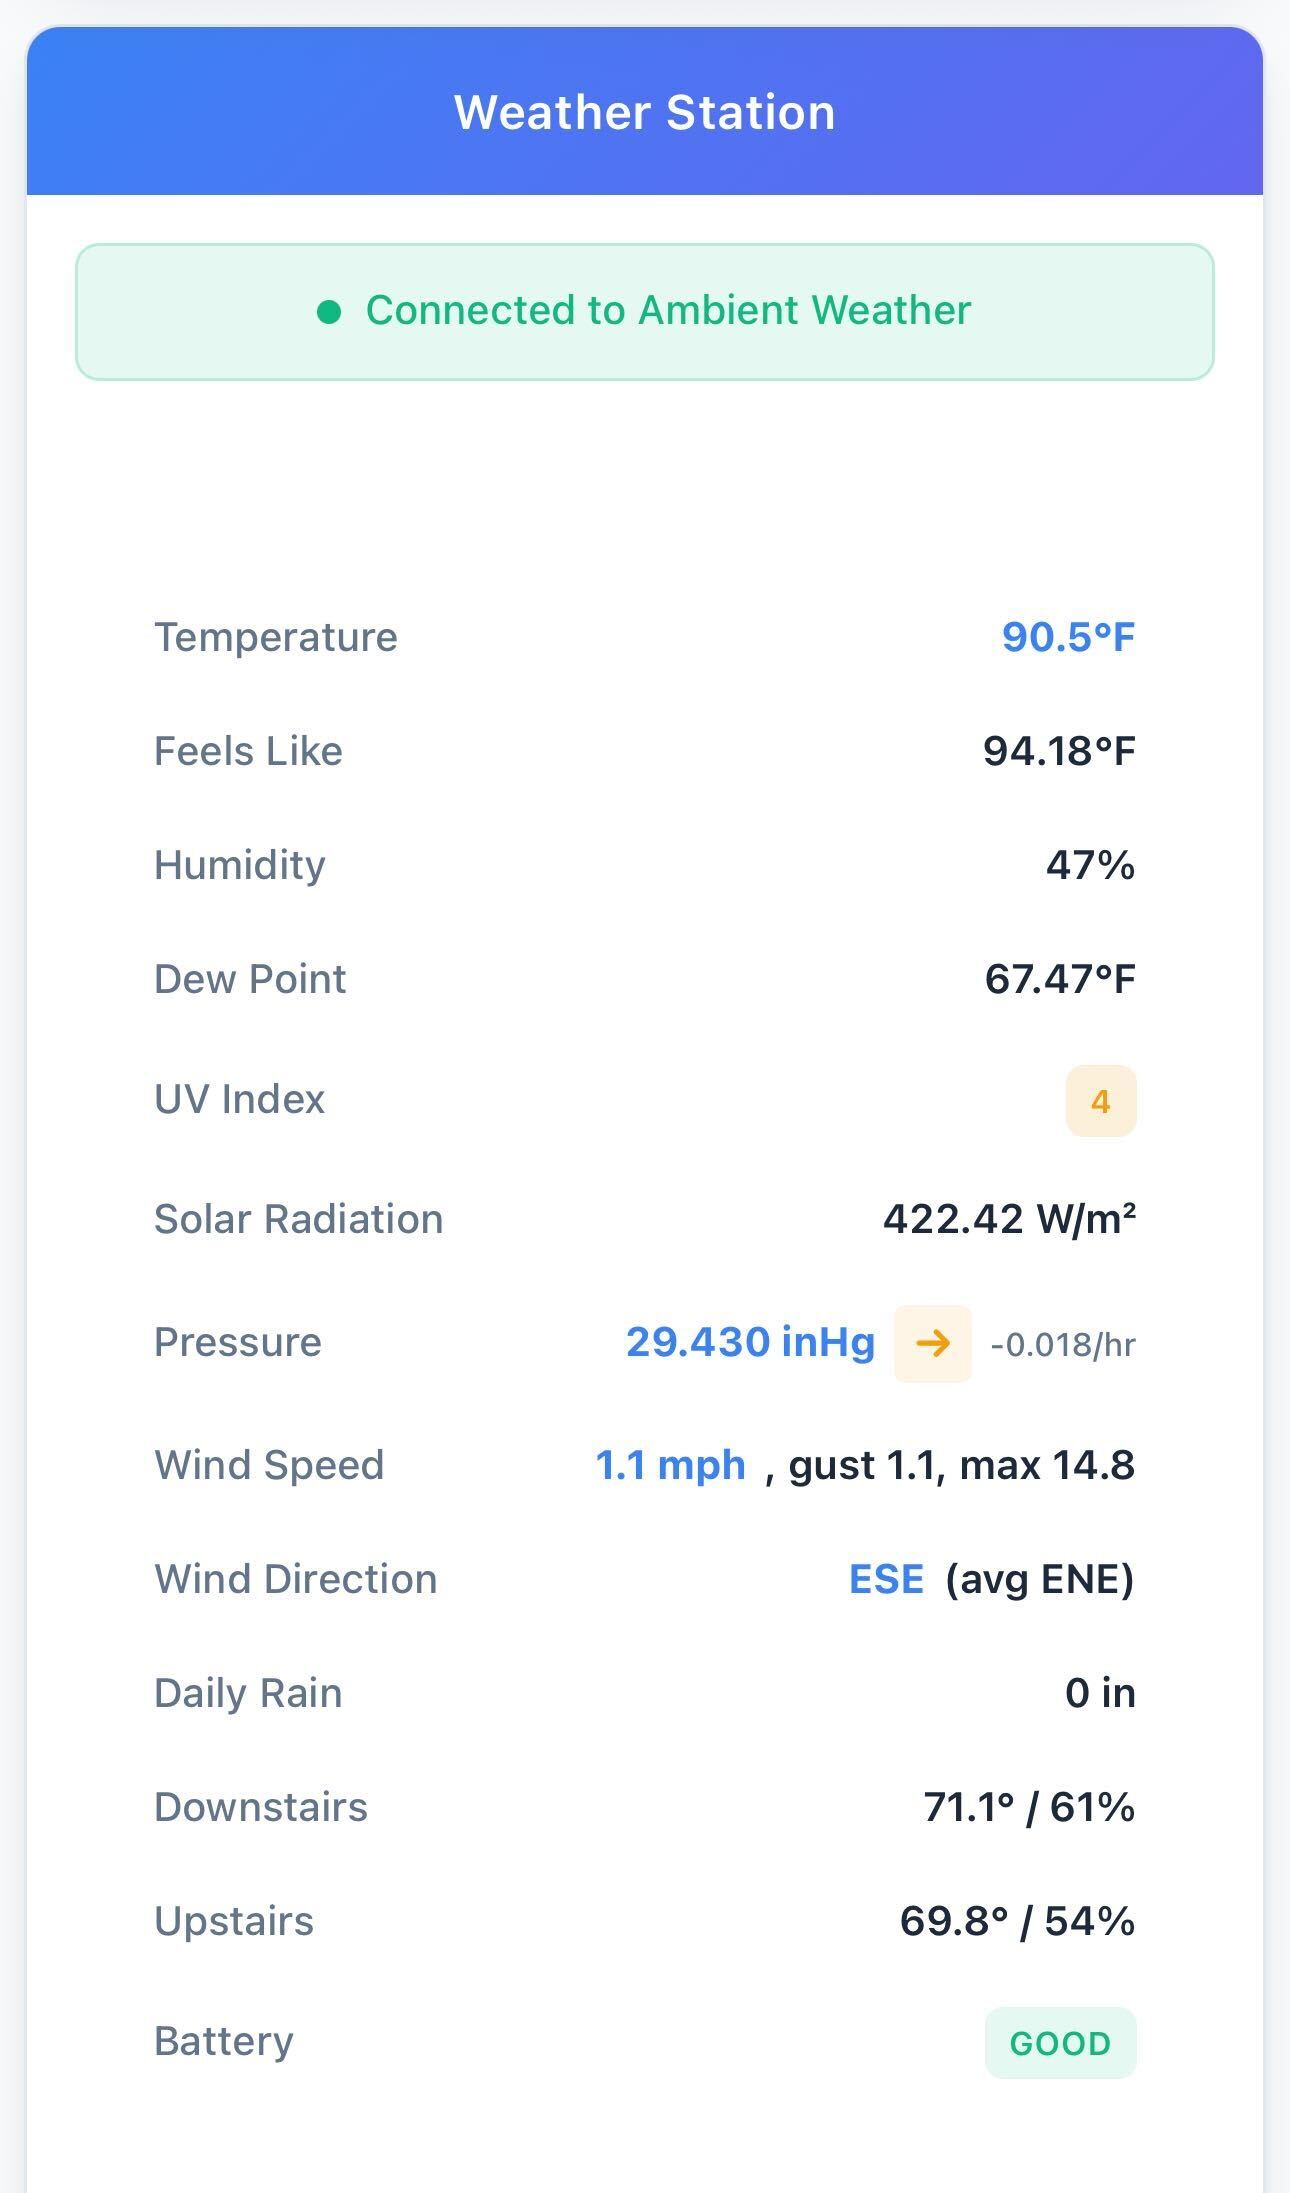 Weather Station
Connected to Ambient Weather
Temperature 90.5°F
Feels Like 94.18°F
Humidity 47%
Dew Point 67.47°F
UV Index 4
Solar Radiation 422.42 W/m²
Pressure 29.430 inHg → -0.018/hr
Wind Speed 1.1 mph , gust 1.1, max 14.8
Wind Direction ESE (avg ENE)
Daily Rain 0 in
Downstairs 71.1° / 61%
Upstairs 69.8° / 54%
Battery GOOD